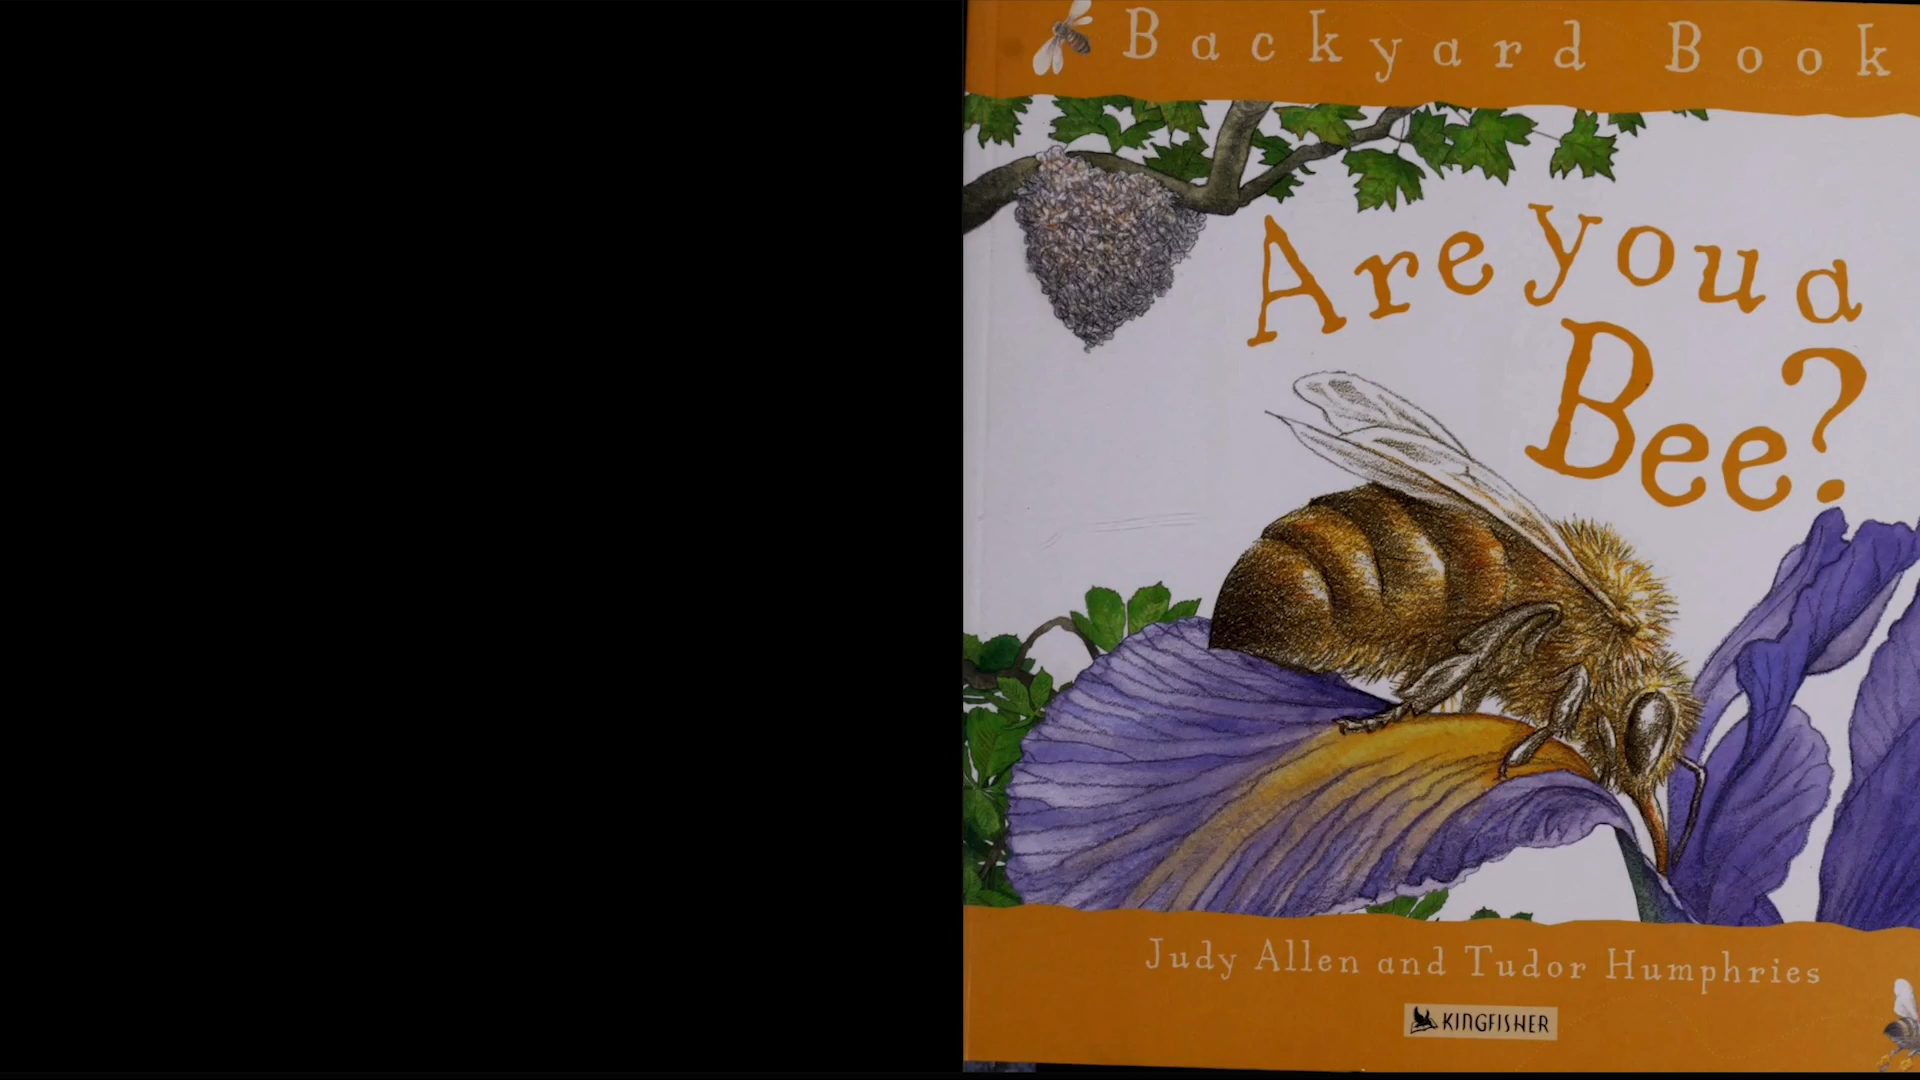 Backyard Book
Are you a
Bee?
Judy Allen and Tudor Humphries
KINGFISHER